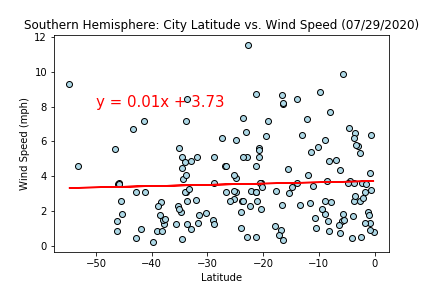 Southern Hemisphere: City Latitude vs. Wind Speed (07/29/2020)
12
10
8
6
4
2
0
Wind Speed (mph)
y = 0.01x + 3.73
−50 −40 −30 −20 −10 0
Latitude